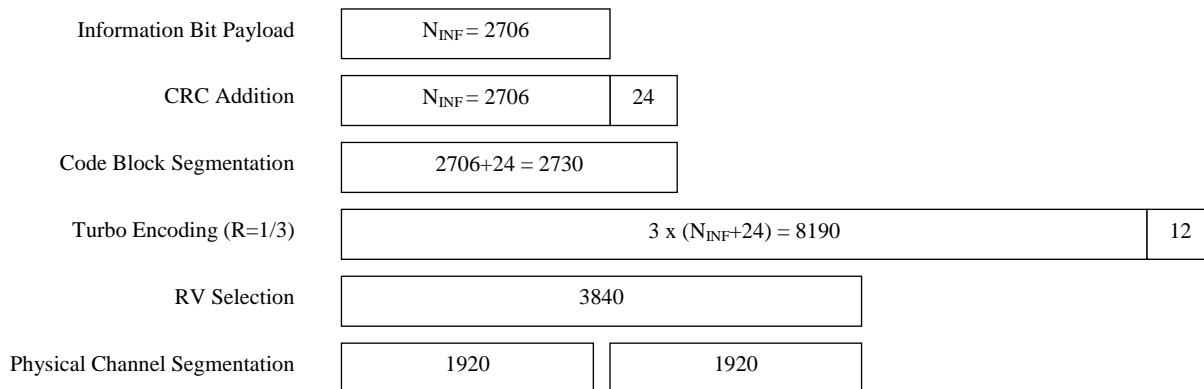 Information Bit Payload N_INF = 2706
CRC Addition N_INF = 2706 24
Code Block Segmentation 2706+24 = 2730
Turbo Encoding (R=1/3) 3 x (N_INF+24) = 8190 12
RV Selection 3840
Physical Channel Segmentation 1920 1920